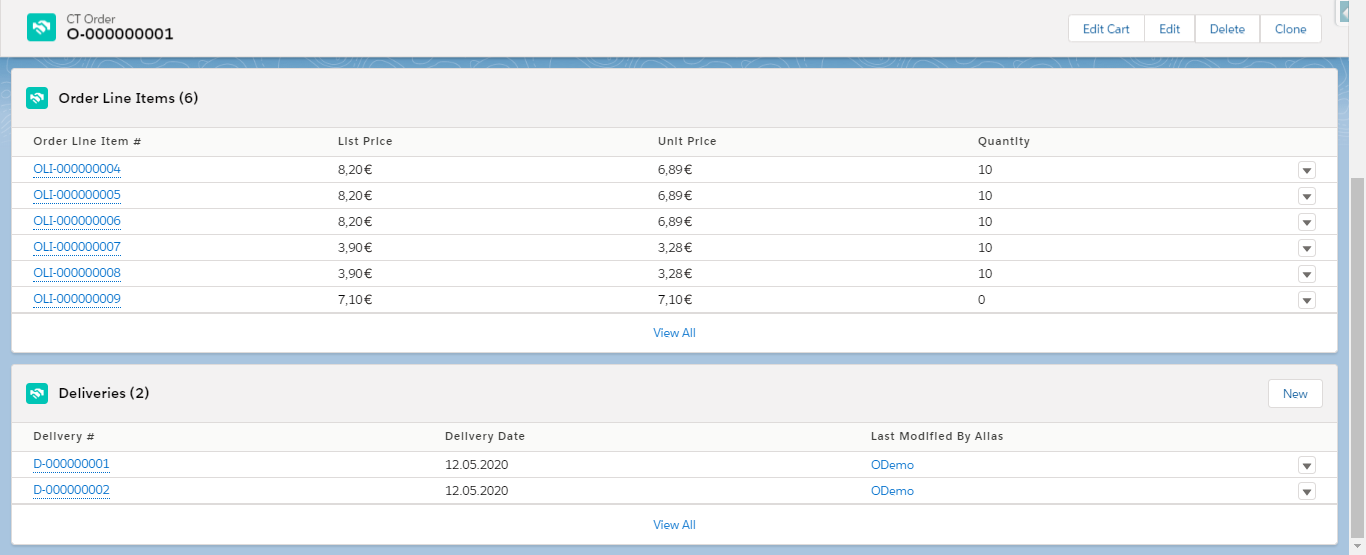 CT Order
O-000000001
Edit Cart Edit Delete Clone
Order Line Items (6)
Order Line Item # List Price Unit Price Quantity
OLI-000000004 8,20€ 6,89€ 10
OLI-000000005 8,20€ 6,89€ 10
OLI-000000006 8,20€ 6,89€ 10
OLI-000000007 3,90€ 3,28€ 10
OLI-000000008 3,90€ 3,28€ 10
OLI-000000009 7,10€ 7,10€ 0
View All
Deliveries (2)
New
Delivery # Delivery Date Last Modified By Alias
D-000000001 12.05.2020 ODemo
D-000000002 12.05.2020 ODemo
View All